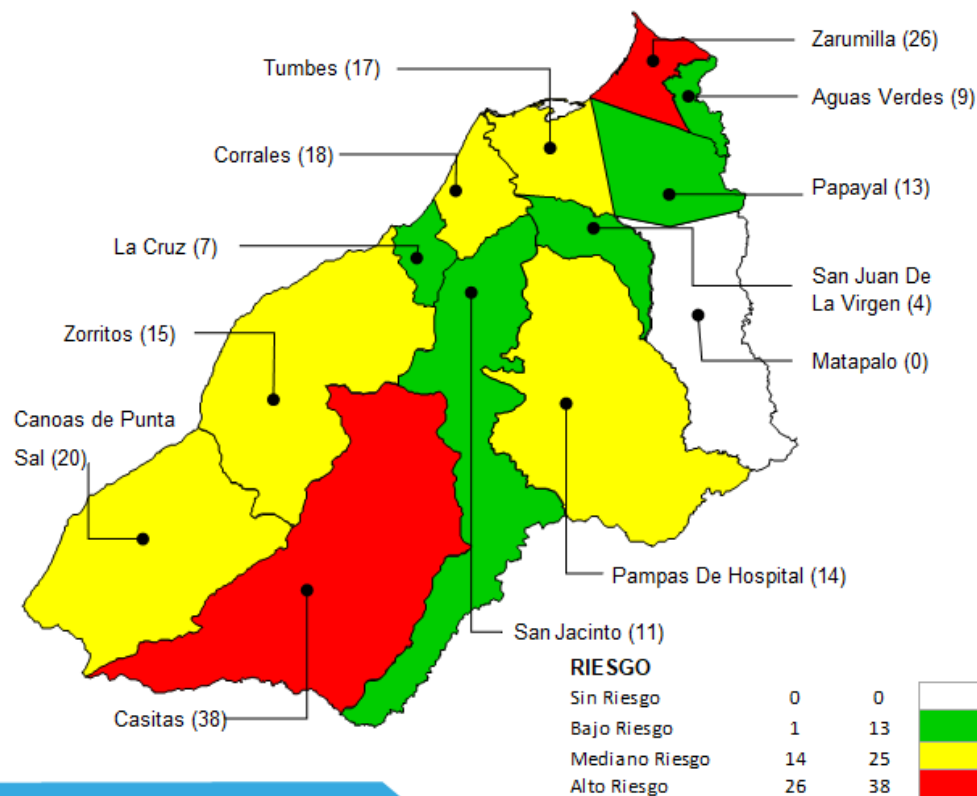 Zarumilla (26)
Tumbes (17)
Aguas Verdes (9)
Corrales (18)
Papayal (13)
La Cruz (7)
San Juan De
La Virgen (4)
Zorritos (15)
Matapalo (0)
Canoas de Punta
Sal (20)
Pampas De Hospital (14)
San Jacinto (11)
Casitas (38)
RIESGO
Sin Riesgo 0 0
Bajo Riesgo 1 13
Mediano Riesgo 14 25
Alto Riesgo 26 38